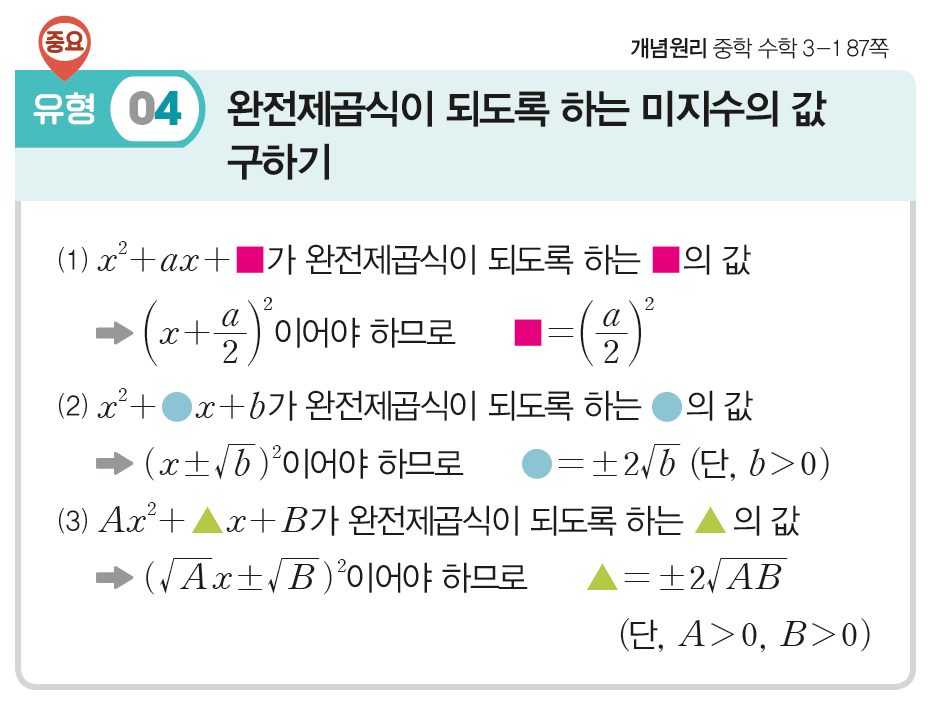 중요
개념원리 중학 수학 3-1 87쪽
유형 04 완전제곱식이 되도록 하는 미지수의 값
구하기
(1) x²+ax+■가 완전제곱식이 되도록 하는 ■의 값
➡ (x+a/2)²이어야 하므로 ■=(a/2)²
(2) x²+●x+b가 완전제곱식이 되도록 하는 ●의 값
➡ (x±√b)²이어야 하므로 ●=±2√b (단, b>0)
(3) Ax²+▲x+B가 완전제곱식이 되도록 하는 ▲의 값
➡ (√Ax±√B)²이어야 하므로 ▲=±2√AB
(단, A>0, B>0)